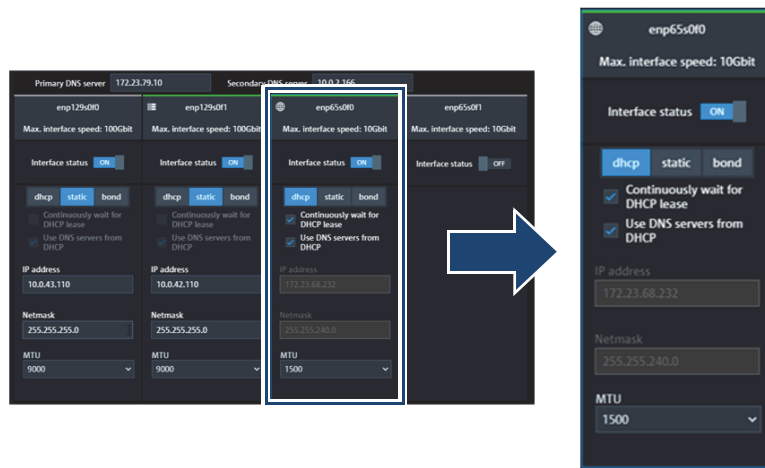 Primary DNS server 172.23.79.10 Secondary DNS server 10.0.2.166
enp129s0f0
Max. interface speed: 100Gbit
Interface status ON
dhcp static bond
Continuously wait for
DHCP lease
Use DNS servers from
DHCP
IP address
10.0.43.110
Netmask
255.255.255.0
MTU
9000
enp129s0f1
Max. interface speed: 100Gbit
Interface status ON
dhcp static bond
Continuously wait for
DHCP lease
Use DNS servers from
DHCP
IP address
10.0.42.110
Netmask
255.255.255.0
MTU
9000
enp65s0f0
Max. interface speed: 10Gbit
Interface status ON
dhcp static bond
Continuously wait for
DHCP lease
Use DNS servers from
DHCP
IP address
172.23.68.232
Netmask
255.255.240.0
MTU
1500
enp65s0f1
Max. interface speed: 10Gbit
Interface status OFF
enp65s0f0
Max. interface speed: 10Gbit
Interface status ON
dhcp static bond
Continuously wait for
DHCP lease
Use DNS servers from
DHCP
IP address
172.23.68.232
Netmask
255.255.240.0
MTU
1500